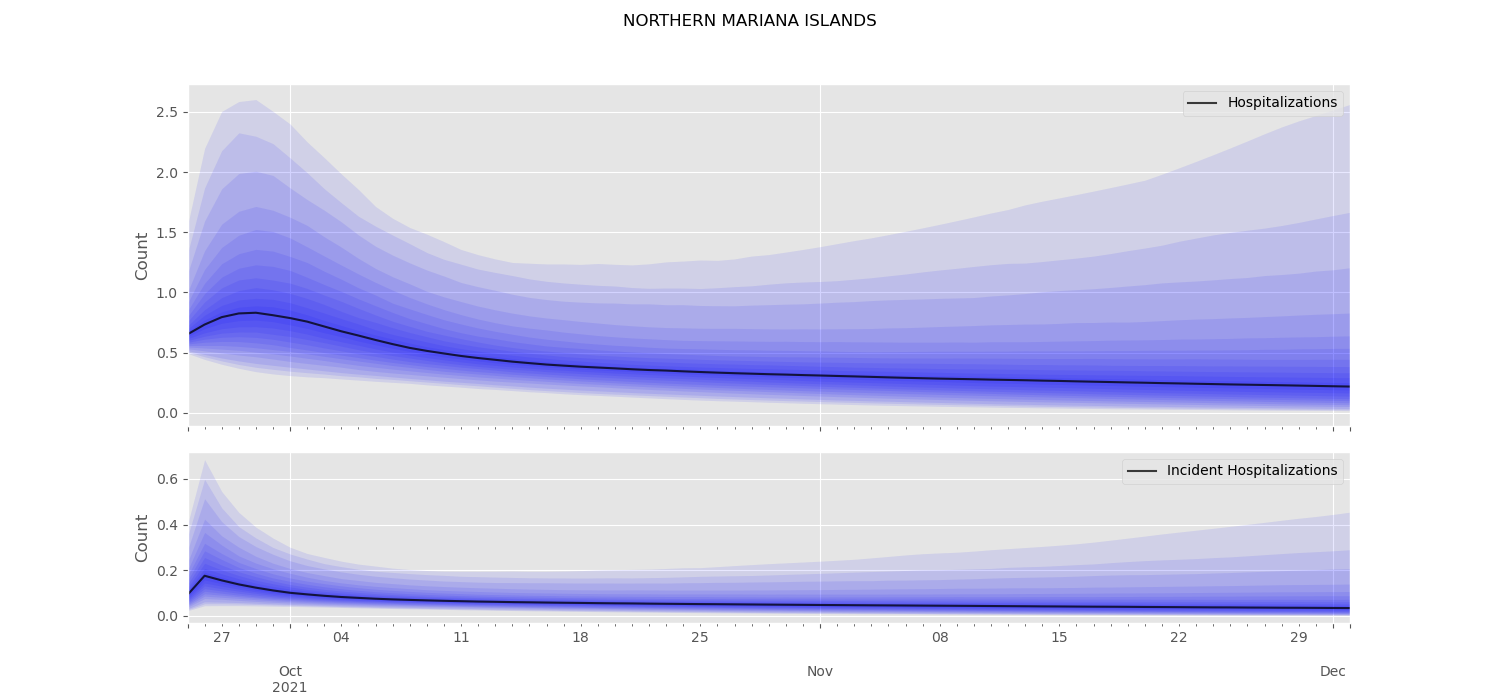 NORTHERN MARIANA ISLANDS
Hospitalizations
2.5
2.0
1.5
1.0
0.5
0.0
Count
Incident Hospitalizations
0.6
0.4
0.2
0.0
Count
27 04 11 18 25 08 15 22 29
Oct Nov Dec
2021